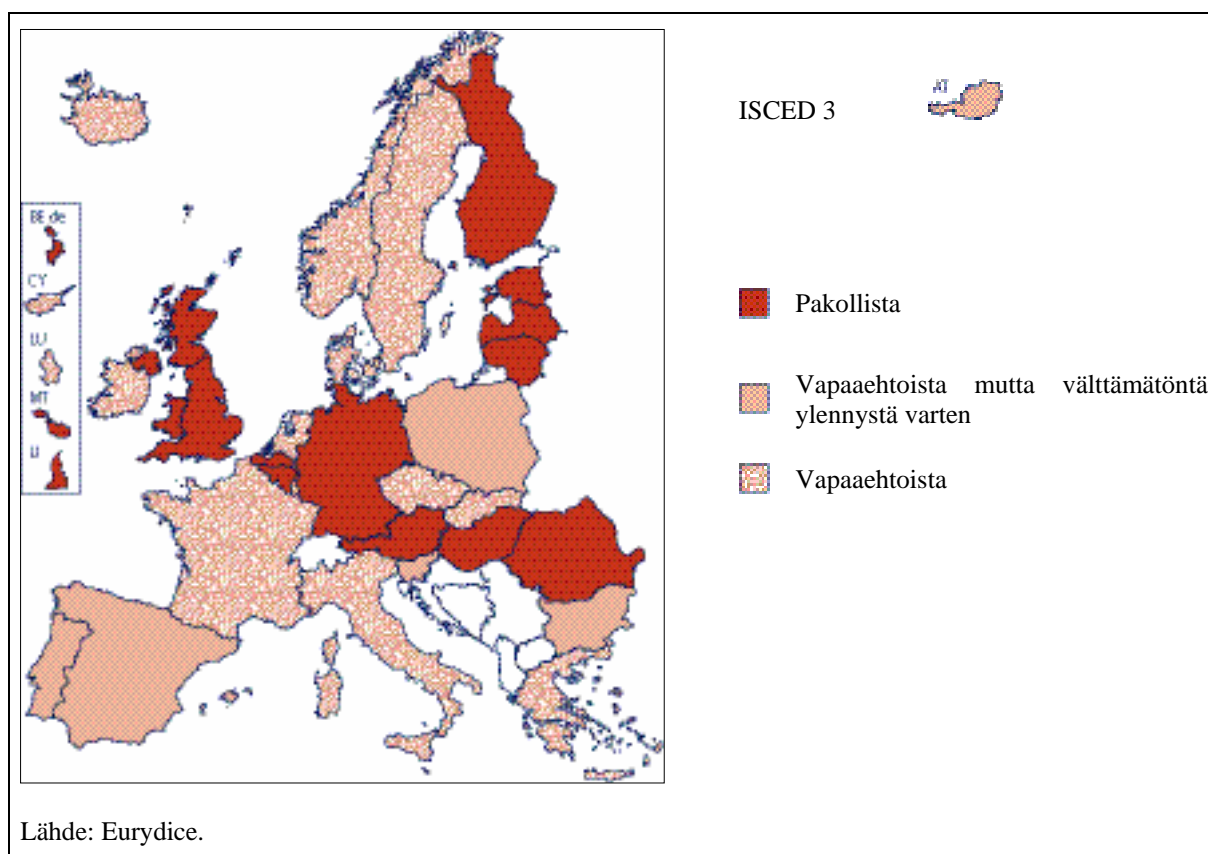 ISCED 3
AT
BE de
CY
LU
MT
LI
Pakollista
Vapaaehtoista mutta välttämätöntä
ylennystä varten
Vapaaehtoista
Lähde: Eurydice.